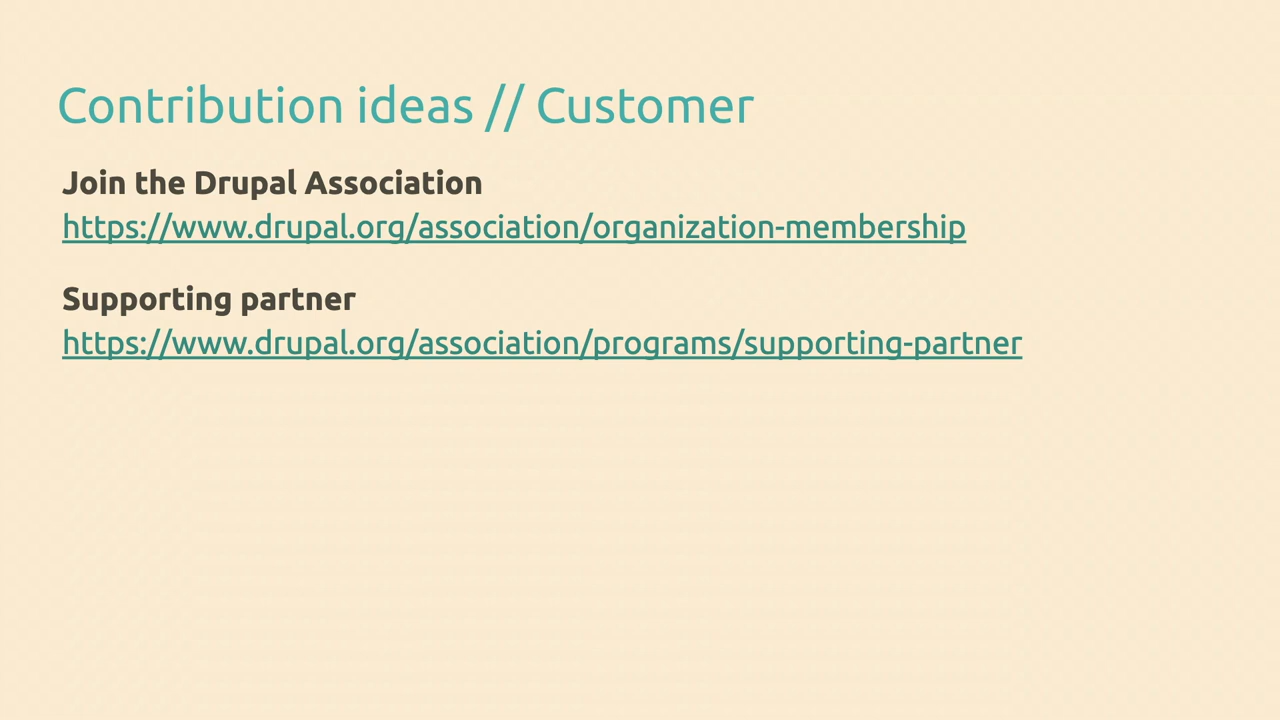 Contribution ideas // Customer
Join the Drupal Association
https://www.drupal.org/association/organization-membership
Supporting partner
https://www.drupal.org/association/programs/supporting-partner